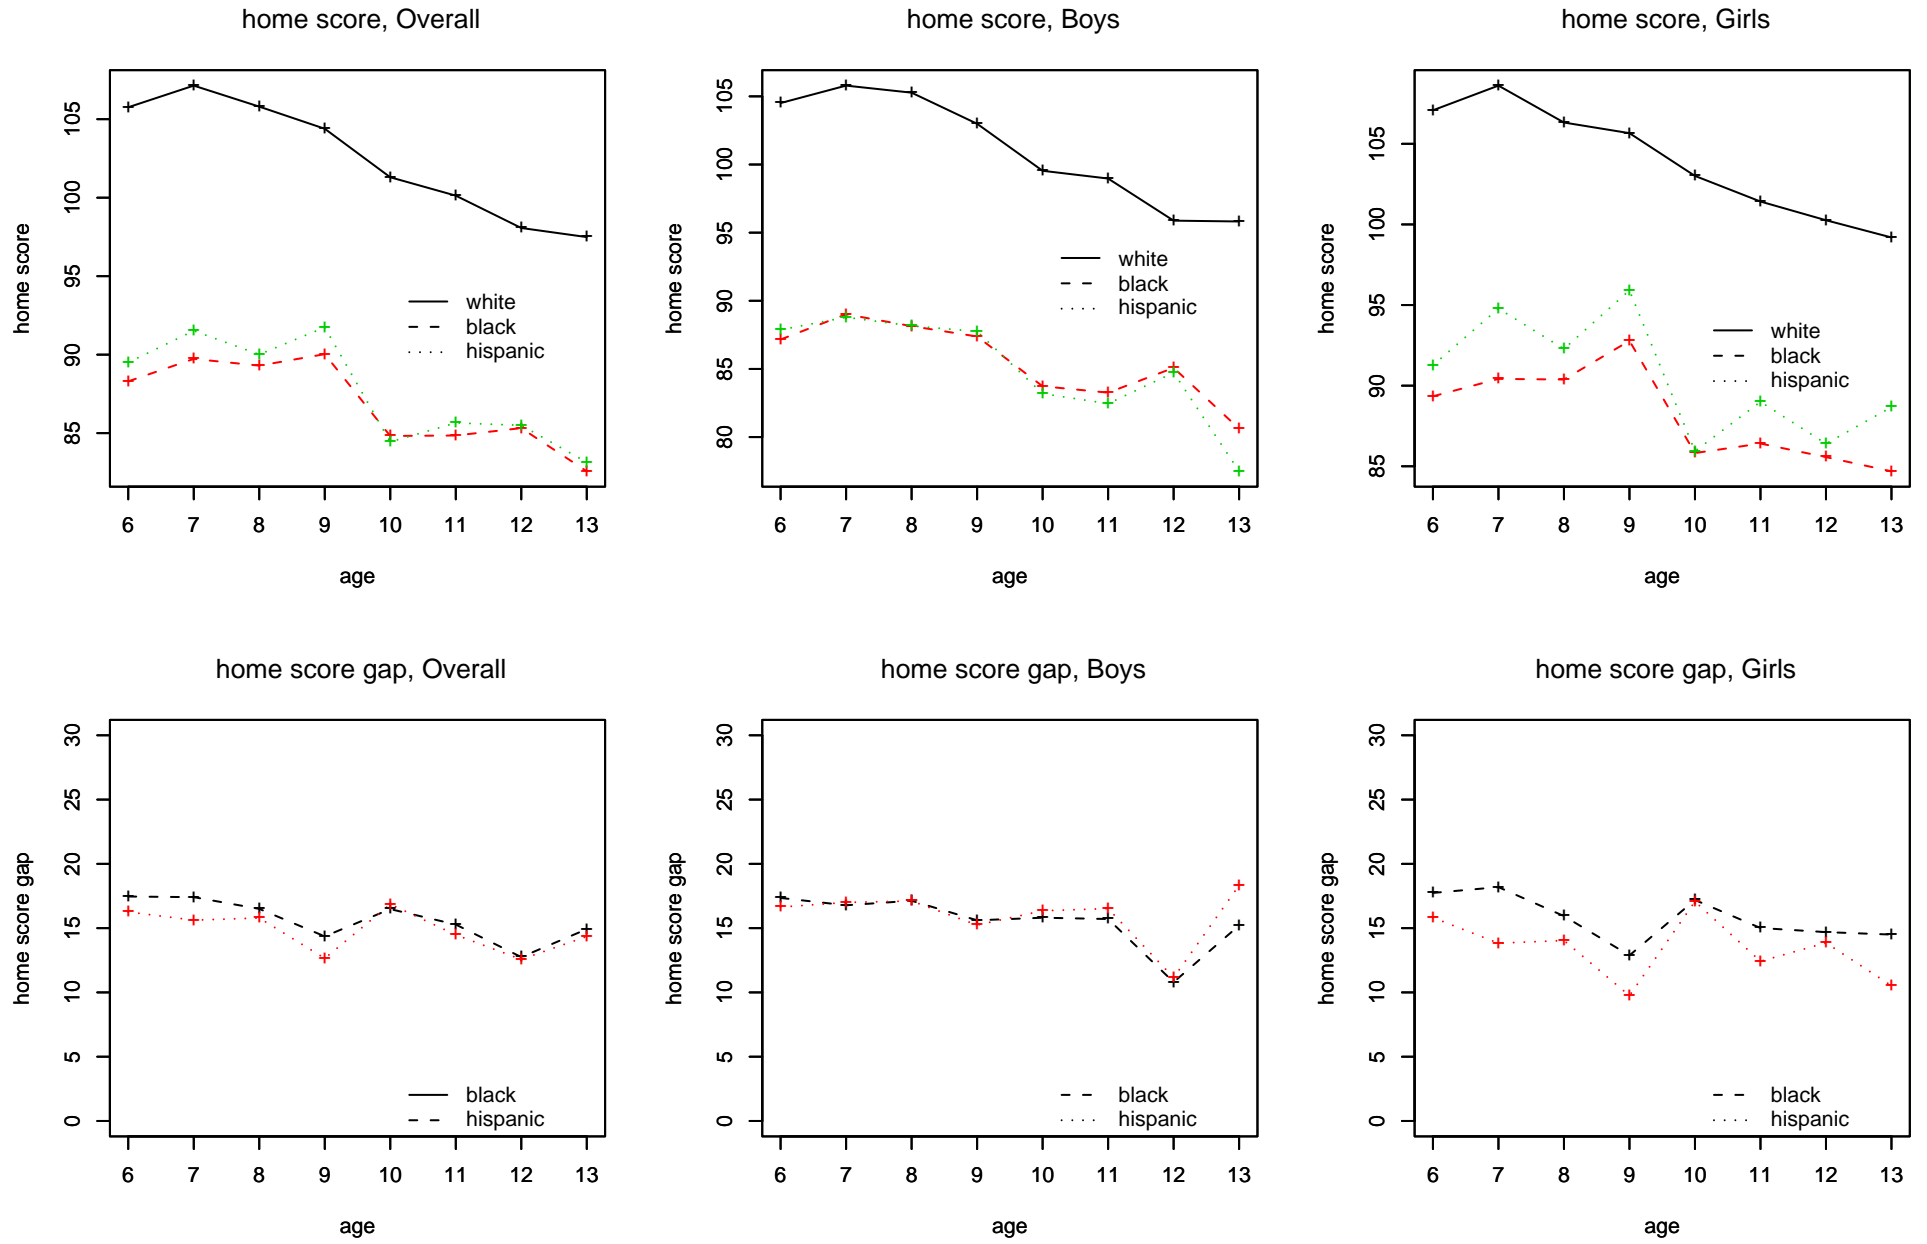 home score, Overall
home score
105
100
95
90
85
white
black
hispanic
6 7 8 9 10 11 12 13
age
home score, Boys
home score
105
100
95
90
85
80
white
black
hispanic
6 7 8 9 10 11 12 13
age
home score, Girls
home score
105
100
95
90
85
white
black
hispanic
6 7 8 9 10 11 12 13
age
home score gap, Overall
home score gap
30
25
20
15
10
5
0
black
hispanic
6 7 8 9 10 11 12 13
age
home score gap, Boys
home score gap
30
25
20
15
10
5
0
black
hispanic
6 7 8 9 10 11 12 13
age
home score gap, Girls
home score gap
30
25
20
15
10
5
0
black
hispanic
6 7 8 9 10 11 12 13
age